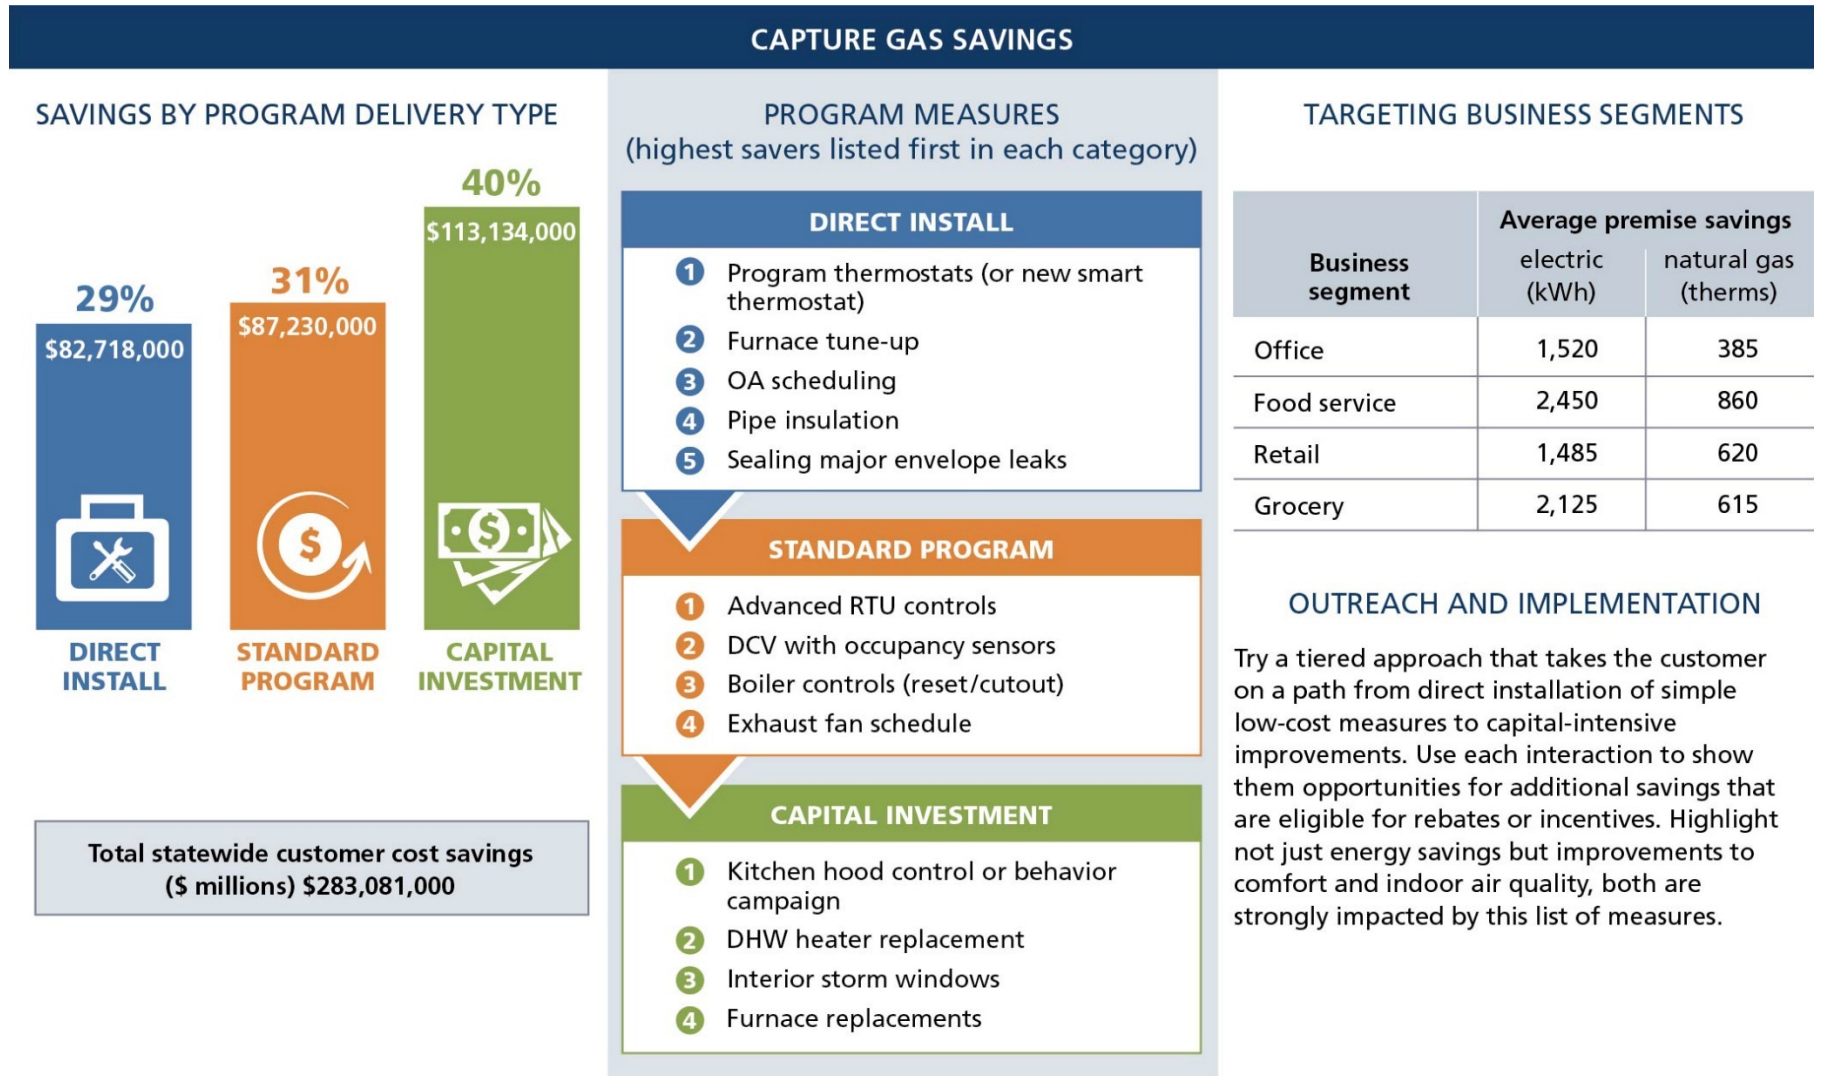 CAPTURE GAS SAVINGS
SAVINGS BY PROGRAM DELIVERY TYPE
29%
$82,718,000
31%
$87,230,000
40%
$113,134,000
DIRECT
INSTALL
STANDARD
PROGRAM
CAPITAL
INVESTMENT
Total statewide customer cost savings
($ millions) $283,081,000
PROGRAM MEASURES
(highest savers listed first in each category)
DIRECT INSTALL
1 Program thermostats (or new smart
thermostat)
2 Furnace tune-up
3 OA scheduling
4 Pipe insulation
5 Sealing major envelope leaks
STANDARD PROGRAM
1 Advanced RTU controls
2 DCV with occupancy sensors
3 Boiler controls (reset/cutout)
4 Exhaust fan schedule
CAPITAL INVESTMENT
1 Kitchen hood control or behavior
campaign
2 DHW heater replacement
3 Interior storm windows
4 Furnace replacements
TARGETING BUSINESS SEGMENTS
Business
segment
Average premise savings
electric
(kWh)
natural gas
(therms)
Office 1,520 385
Food service 2,450 860
Retail 1,485 620
Grocery 2,125 615
OUTREACH AND IMPLEMENTATION
Try a tiered approach that takes the customer
on a path from direct installation of simple
low-cost measures to capital-intensive
improvements. Use each interaction to show
them opportunities for additional savings that
are eligible for rebates or incentives. Highlight
not just energy savings but improvements to
comfort and indoor air quality, both are
strongly impacted by this list of measures.